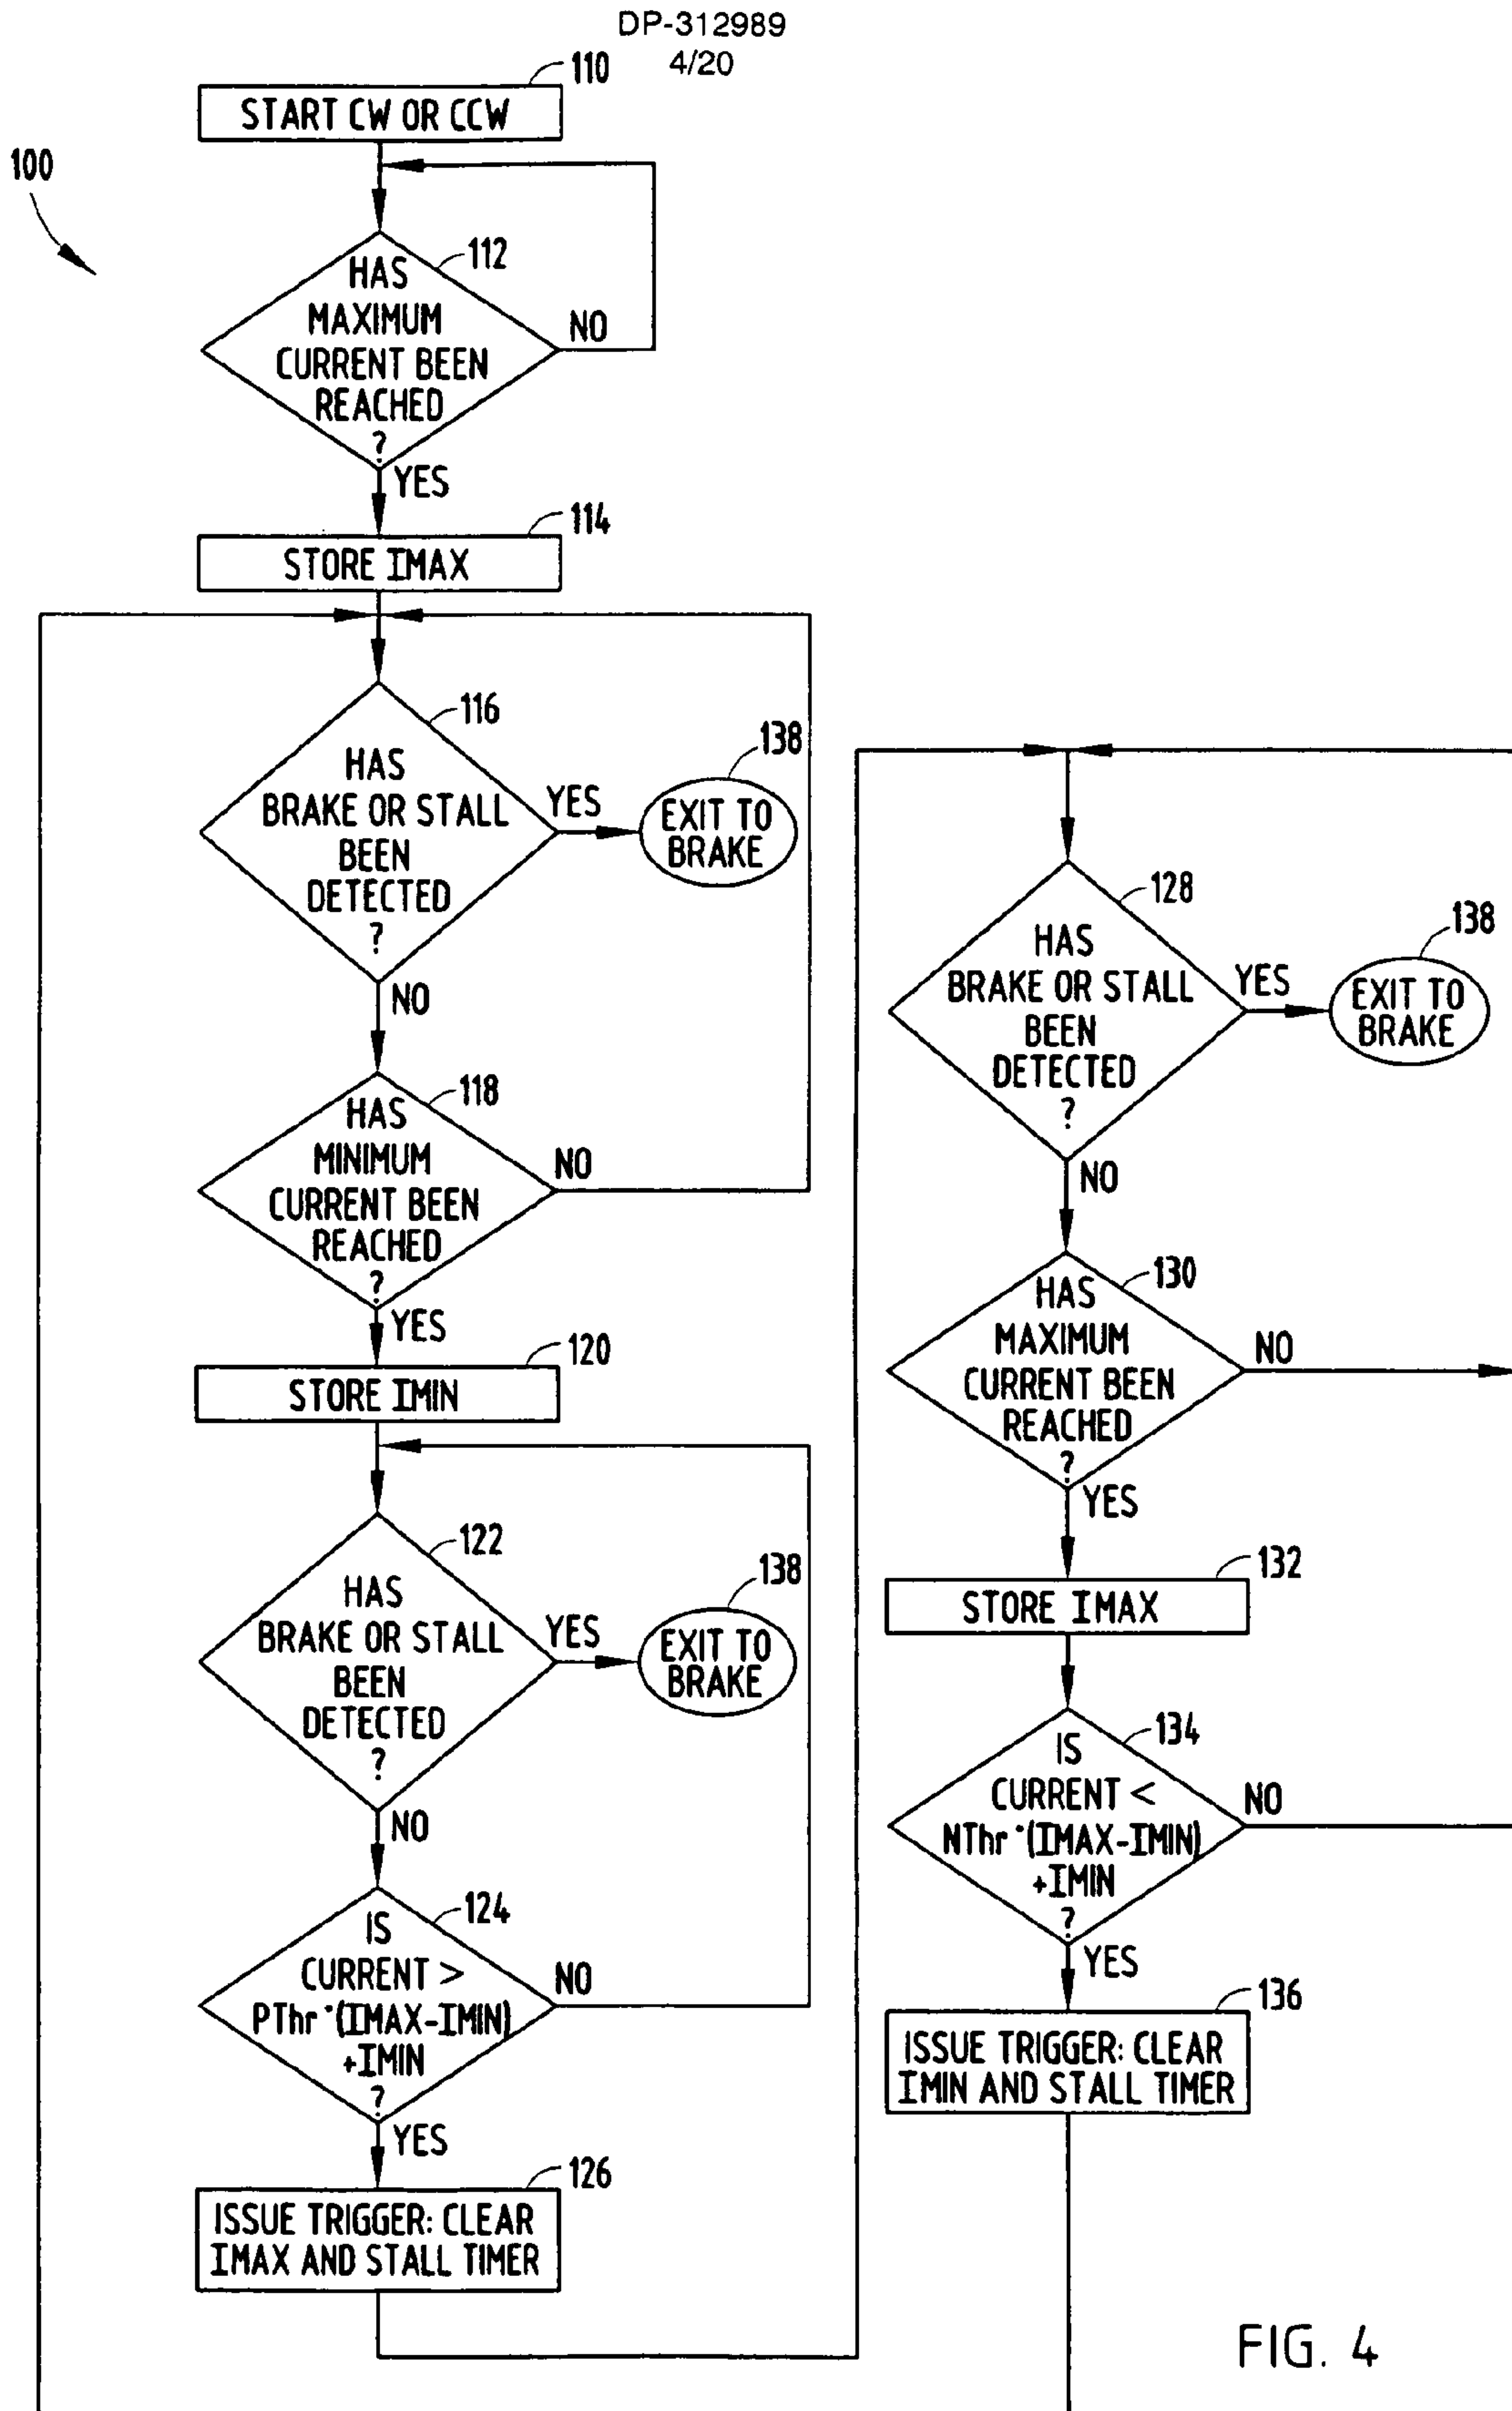 DP-312989
4/20
110
START CW OR CCW
100
112
HAS
MAXIMUM
CURRENT BEEN
REACHED
?
NO
YES
114
STORE IMAX
116
HAS
BRAKE OR STALL
BEEN
DETECTED
?
YES
138
EXIT TO
BRAKE
NO
118
HAS
MINIMUM
CURRENT BEEN
REACHED
?
NO
YES
120
STORE IMIN
122
HAS
BRAKE OR STALL
BEEN
DETECTED
?
YES
138
EXIT TO
BRAKE
NO
124
IS
CURRENT >
PThr*(IMAX-IMIN)
+IMIN
?
NO
YES
126
ISSUE TRIGGER: CLEAR
IMAX AND STALL TIMER
128
HAS
BRAKE OR STALL
BEEN
DETECTED
?
YES
138
EXIT TO
BRAKE
NO
130
HAS
MAXIMUM
CURRENT BEEN
REACHED
?
NO
YES
132
STORE IMAX
134
IS
CURRENT <
NThr*(IMAX-IMIN)
+IMIN
?
NO
YES
136
ISSUE TRIGGER: CLEAR
IMIN AND STALL TIMER
FIG. 4